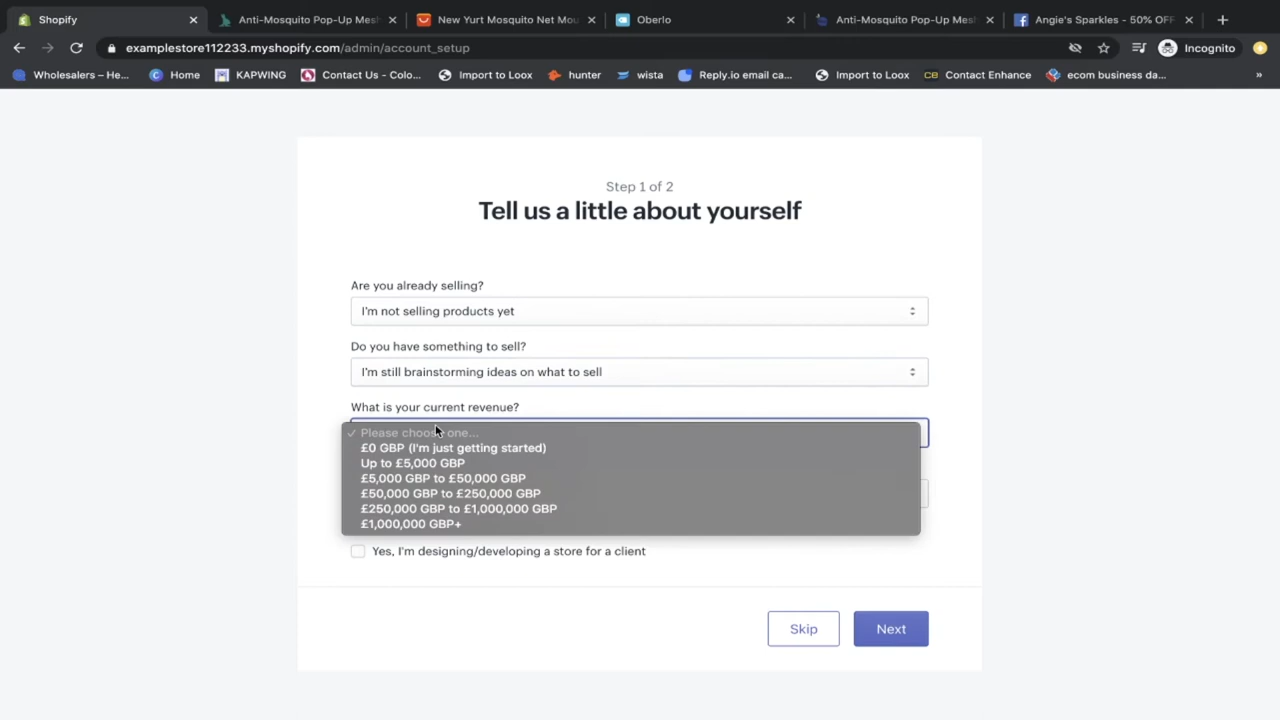 Shopify
Anti-Mosquito Pop-Up Mesh
New Yurt Mosquito Net Mou
Oberlo
Anti-Mosquito Pop-Up Mesh
Angie's Sparkles - 50% OFF
examplestore112233.myshopify.com/admin/account_setup
Incognito
Wholesalers – He...
Home
KAPWING
Contact Us - Colo...
Import to Loox
hunter
wista
Reply.io email ca...
Import to Loox
CB Contact Enhance
ecom business da...
Step 1 of 2
Tell us a little about yourself
Are you already selling?
I'm not selling products yet
Do you have something to sell?
I'm still brainstorming ideas on what to sell
What is your current revenue?
Please choose one...
£0 GBP (I'm just getting started)
Up to £5,000 GBP
£5,000 GBP to £50,000 GBP
£50,000 GBP to £250,000 GBP
£250,000 GBP to £1,000,000 GBP
£1,000,000 GBP+
Yes, I'm designing/developing a store for a client
Skip
Next